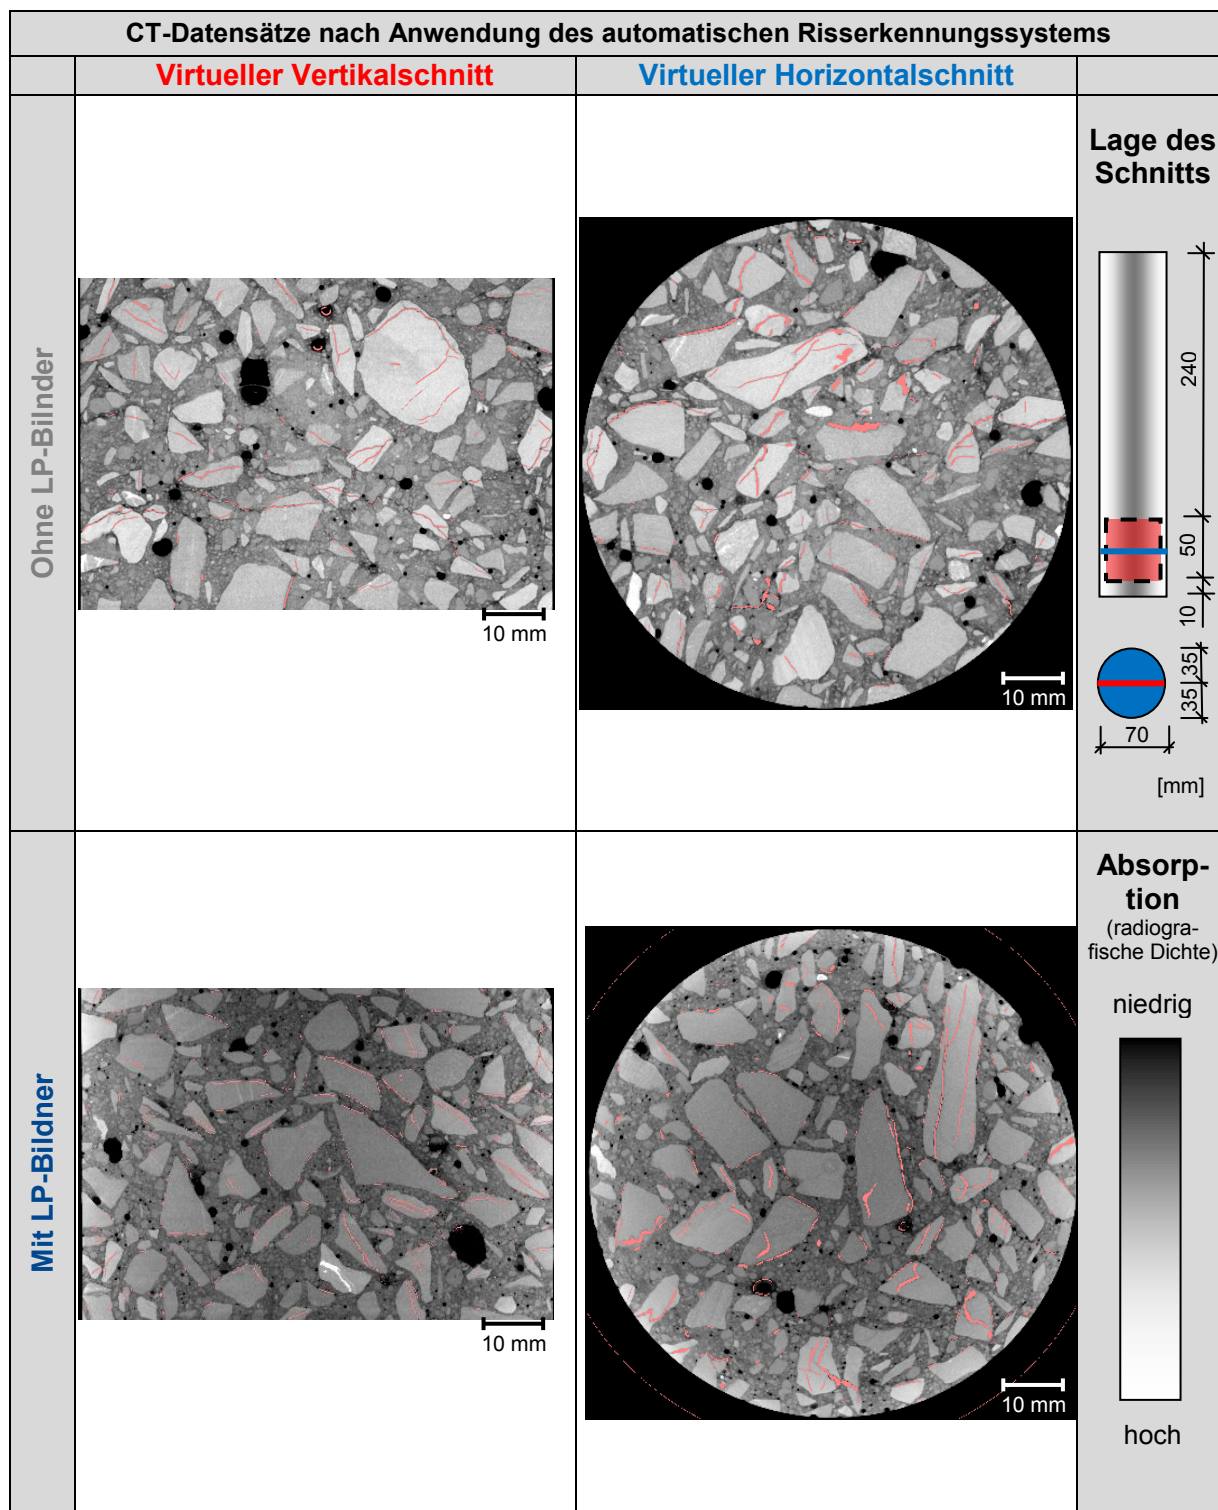 CT-Datensätze nach Anwendung des automatischen Risserkennungssystems
Virtueller Vertikalschnitt
Virtueller Horizontalschnitt
Ohne LP-Bilnder
10 mm
10 mm
Lage des
Schnitts
240
50
10
35
35
70
[mm]
Mit LP-Bildner
10 mm
10 mm
Absorp-
tion
(radiogra-
fische Dichte)
niedrig
hoch